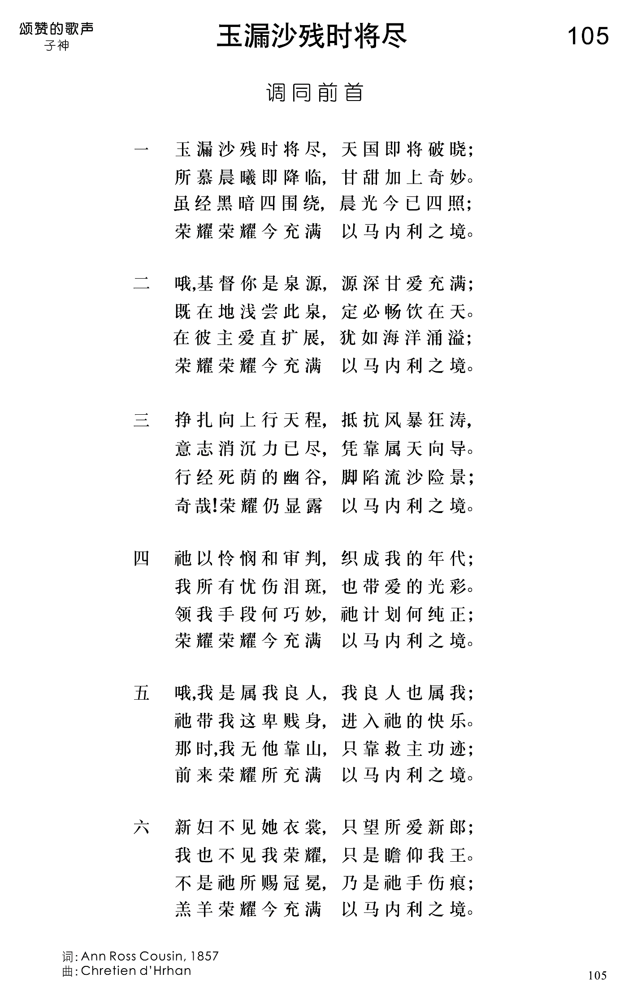 颂赞的歌声
子神
玉漏沙残时将尽
105
调同前首
一 玉漏沙残时将尽, 天国即将破晓;
所慕晨曦即降临, 甘甜加上奇妙。
虽经黑暗四围绕, 晨光今已四照;
荣耀荣耀今充满 以马内利之境。
二 哦,基督你是泉源, 源深甘爱充满;
既在地浅尝此泉, 定必畅饮在天。
在彼主爱直扩展, 犹如海洋涌溢;
荣耀荣耀今充满 以马内利之境。
三 挣扎向上行天程, 抵抗风暴狂涛,
意志消沉力已尽, 凭靠属天向导。
行经死荫的幽谷, 脚陷流沙险景;
奇哉!荣耀仍显露 以马内利之境。
四 祂以怜悯和审判, 织成我的年代;
我所有忧伤泪斑, 也带爱的光彩。
领我手段何巧妙, 祂计划何纯正;
荣耀荣耀今充满 以马内利之境。
五 哦,我是属我良人, 我良人也属我;
祂带我这卑贱身, 进入祂的快乐。
那时,我无他靠山, 只靠救主功迹;
前来荣耀所充满 以马内利之境。
六 新妇不见她衣裳, 只望所爱新郎;
我也不见我荣耀, 只是瞻仰我王。
不是祂所赐冠冕, 乃是祂手伤痕;
羔羊荣耀今充满 以马内利之境。
词: Ann Ross Cousin, 1857
曲: Chretien d’Hrhan
105